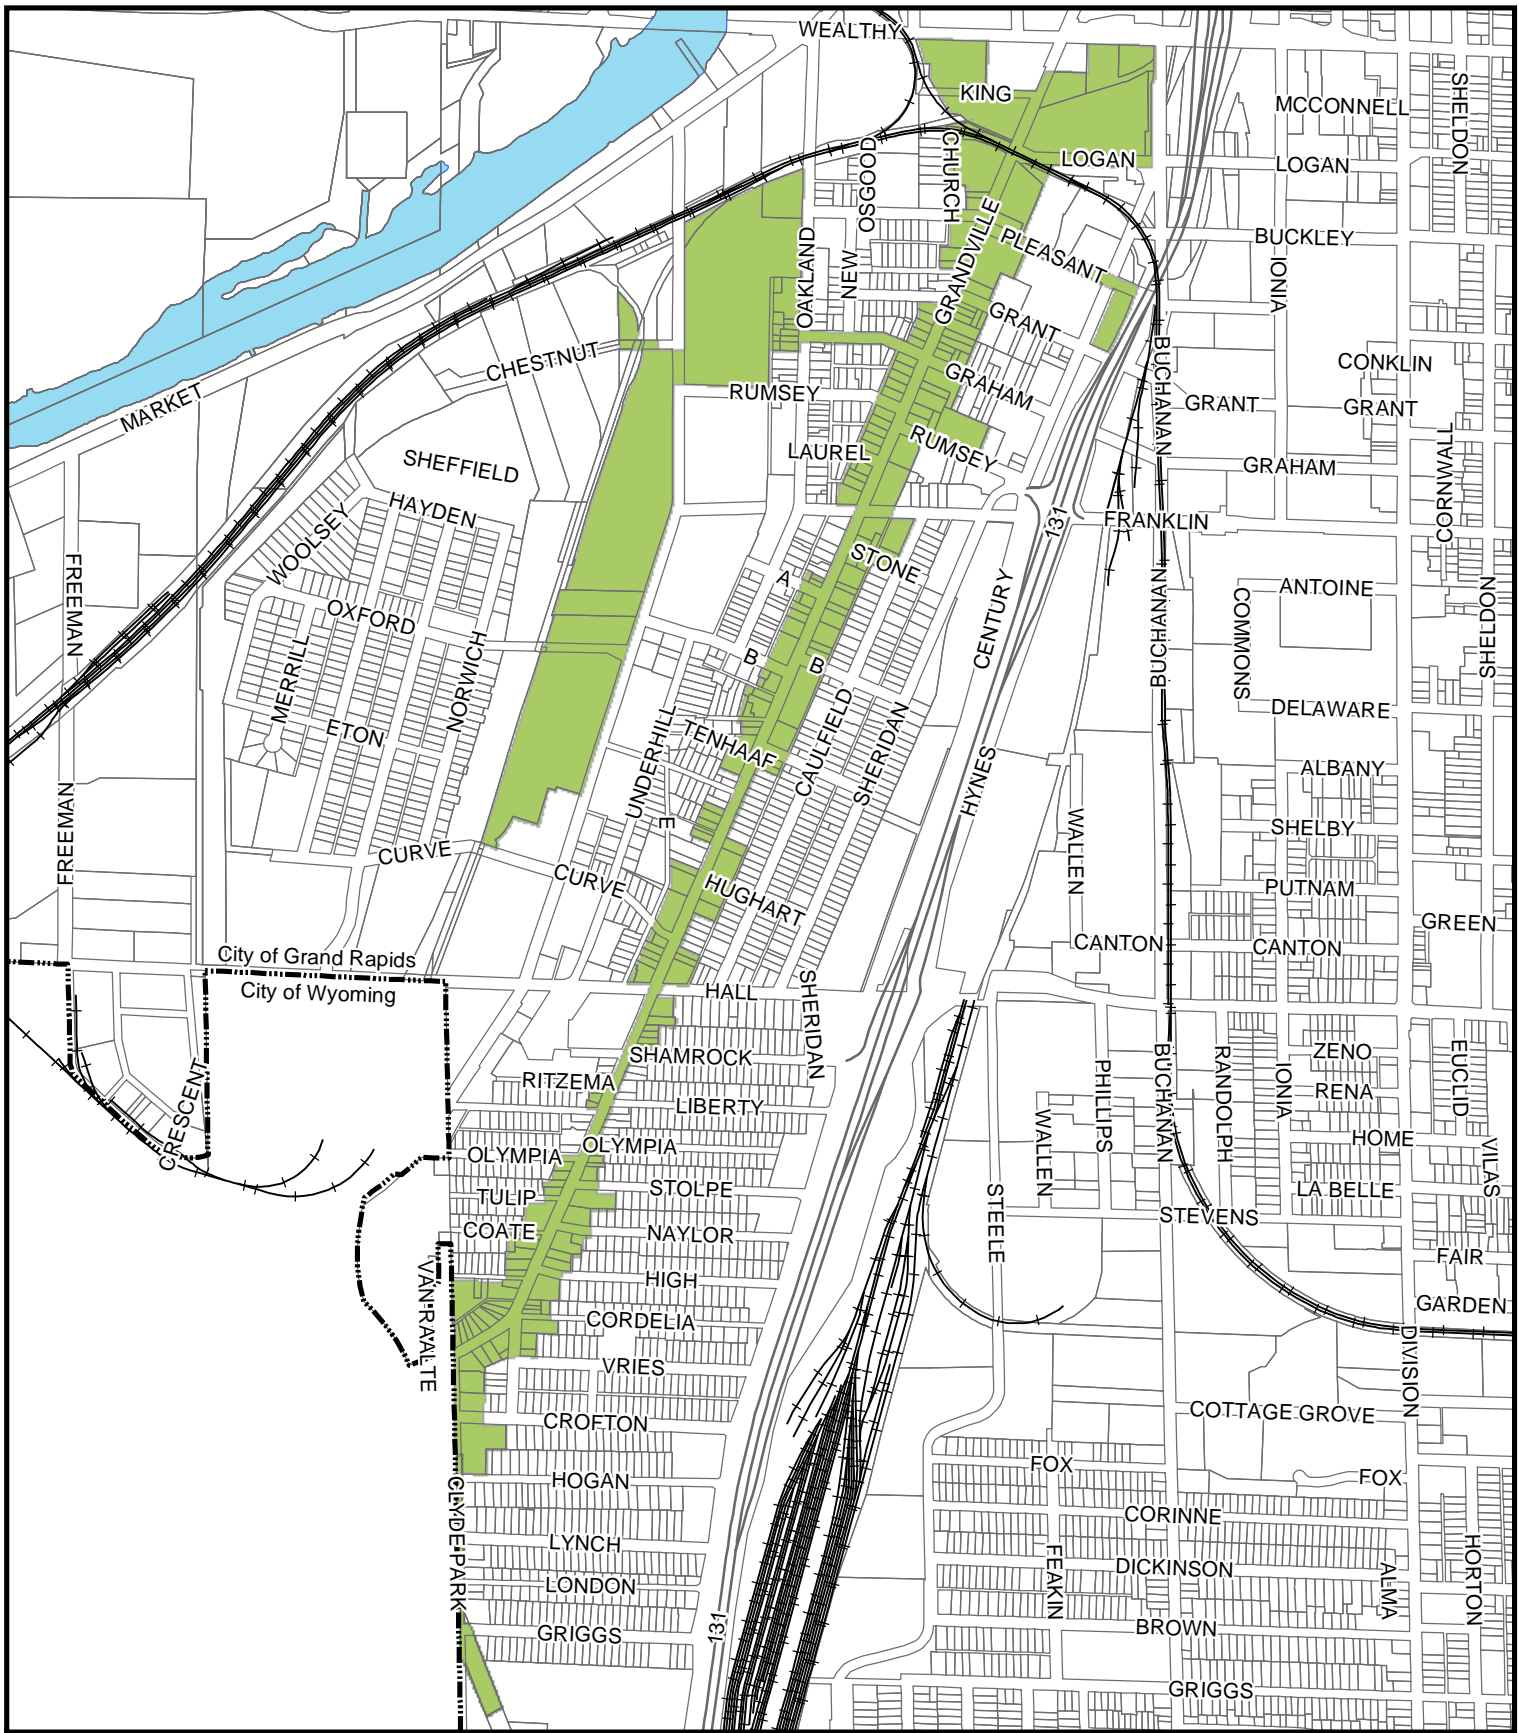 WEALTHY
KING
MCCONNELL
SHELDON
LOGAN
LOGAN
OSGOOD
CHURCH
GRANDVILLE
PLEASANT
BUCKLEY
IONIA
OAKLAND
NEW
GRANT
CHESTNUT
MARKET
RUMSEY
GRAHAM
BUCHANAN
CONKLIN
GRANT
GRANT
LAUREL
RUMSEY
SHEFFIELD
GRAHAM
CORNWALL
HAYDEN
WOOLSEY
131
FRANKLIN
STONE
A
FREEMAN
OXFORD
CENTURY
BUCHANAN
ANTOINE
COMMONS
SHELDON
MERRILL
NORWICH
B
B
ETON
UNDERHILL
TENHAAF
CAULFIELD
SHERIDAN
DELAWARE
HYNES
ALBANY
FREEMAN
E
WALLEN
SHELBY
CURVE
CURVE
HUGHART
PUTNAM
GREEN
CANTON
CANTON
City of Grand Rapids
City of Wyoming
HALL
SHERIDAN
SHAMROCK
RITZEMA
CRESCENT
LIBERTY
PHILLIPS
BUCHANAN
RANDOLPH
IONIA
ZENO
RENA
EUCLID
WALLEN
HOME
VILAS
OLYMPIA
OLYMPIA
TULIP
STOLPE
LA BELLE
COATE
NAYLOR
STEELE
STEVENS
FAIR
VAN RAALTE
HIGH
GARDEN
CORDELIA
VRIES
DIVISION
CROFTON
COTTAGE GROVE
FOX
FOX
HOGAN
CLYDE PARK
LYNCH
CORINNE
HORTON
LONDON
FEAKIN
DICKINSON
ALMA
GRIGGS
131
BROWN
GRIGGS